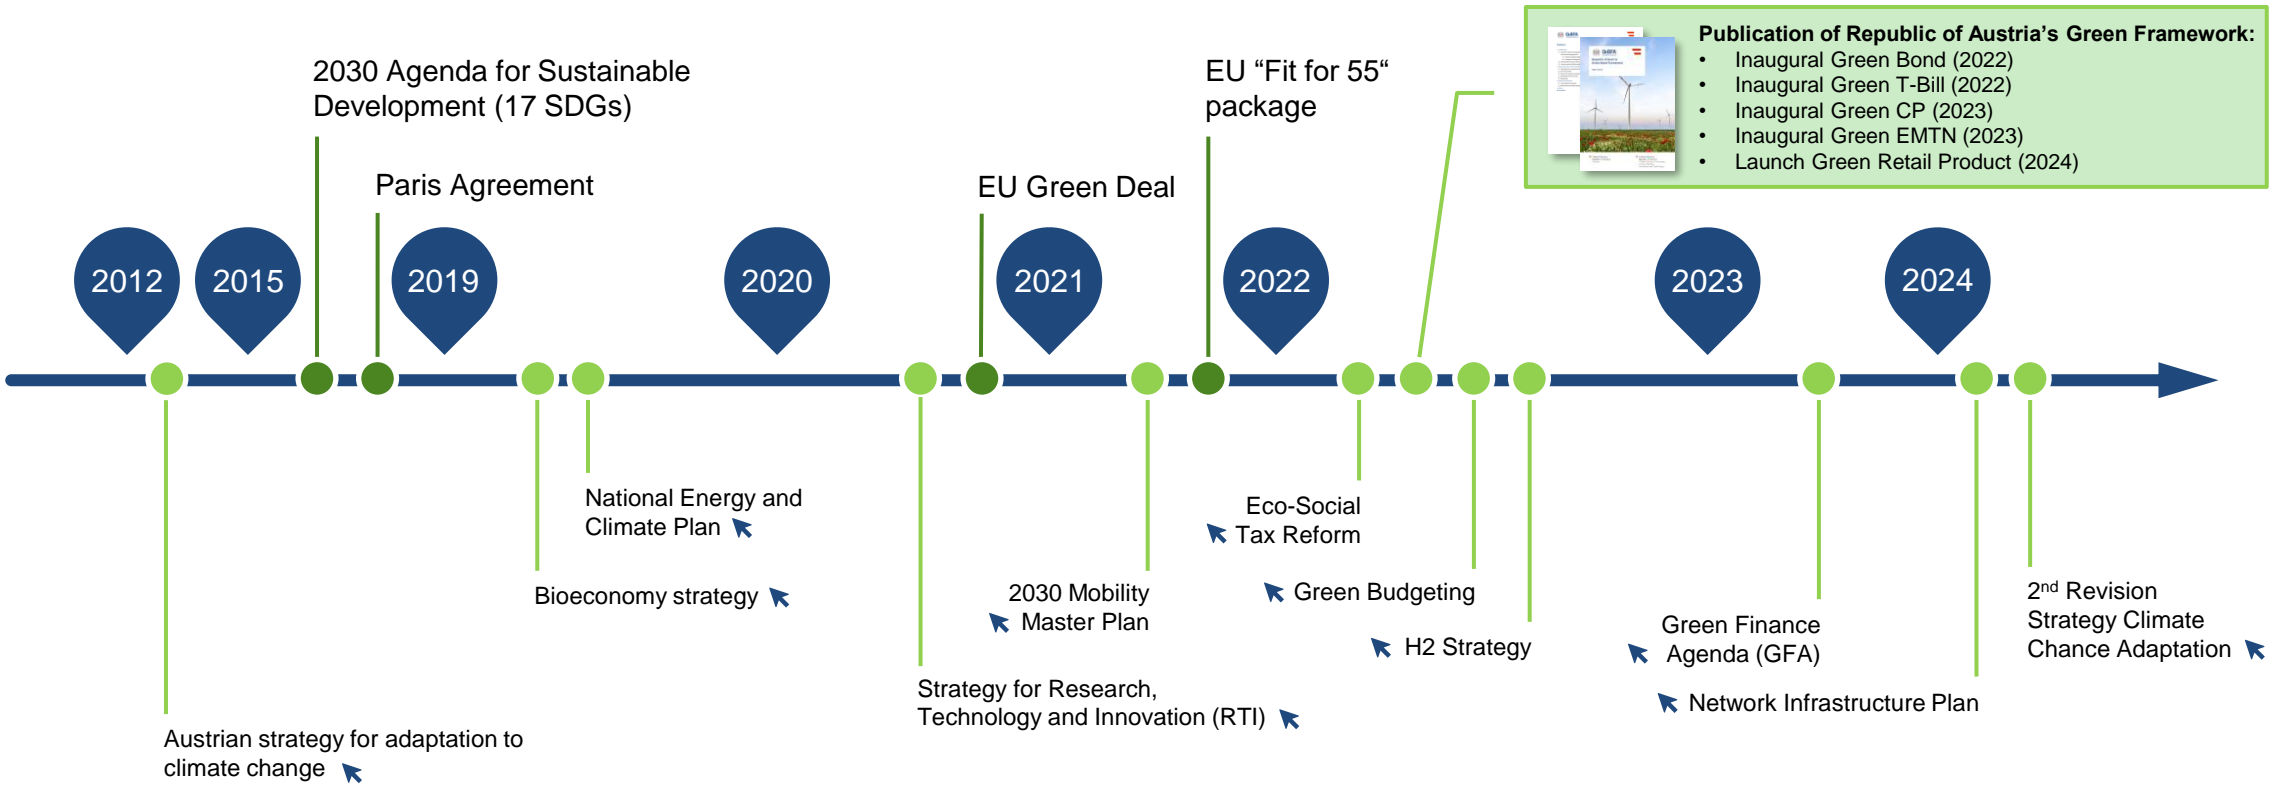 Publication of Republic of Austria’s Green Framework:
• Inaugural Green Bond (2022)
• Inaugural Green T-Bill (2022)
• Inaugural Green CP (2023)
• Inaugural Green EMTN (2023)
• Launch Green Retail Product (2024)
2030 Agenda for Sustainable
Development (17 SDGs)
EU “Fit for 55“
package
Paris Agreement
EU Green Deal
2012
2015
2019
2020
2021
2022
2023
2024
National Energy and
Climate Plan
Bioeconomy strategy
Eco-Social
Tax Reform
2030 Mobility
Master Plan
Green Budgeting
H2 Strategy
Green Finance
Agenda (GFA)
2nd Revision
Strategy Climate
Chance Adaptation
Strategy for Research,
Technology and Innovation (RTI)
Network Infrastructure Plan
Austrian strategy for adaptation to
climate change